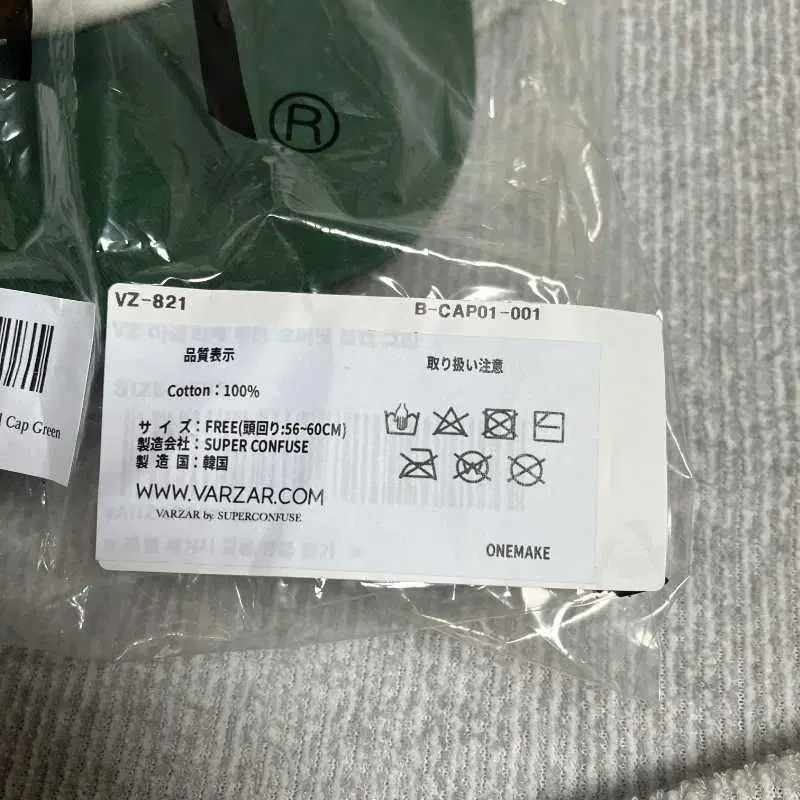 ®
VZ-821
B-CAP01-001
品質表示
Cotton：100%
サ イ ズ：FREE(頭回り:56~60CM)
製造会社：SUPER CONFUSE
製 造 国：韓国
WWW.VARZAR.COM
VARZAR by SUPERCONFUSE
取り扱い注意
ONEMAKE
Cap Green